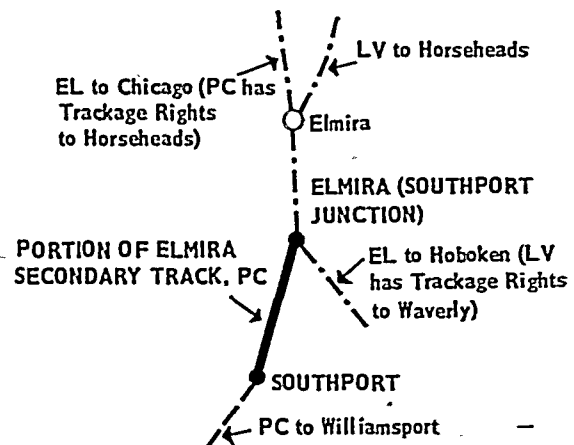 LV to Horseheads
EL to Chicago (PC has
Trackage Rights
to Horseheads)
Elmira
ELMIRA (SOUTHPORT
JUNCTION)
PORTION OF ELMIRA
SECONDARY TRACK, PC
EL to Hoboken (LV
has Trackage Rights
to Waverly)
SOUTHPORT
PC to Williamsport